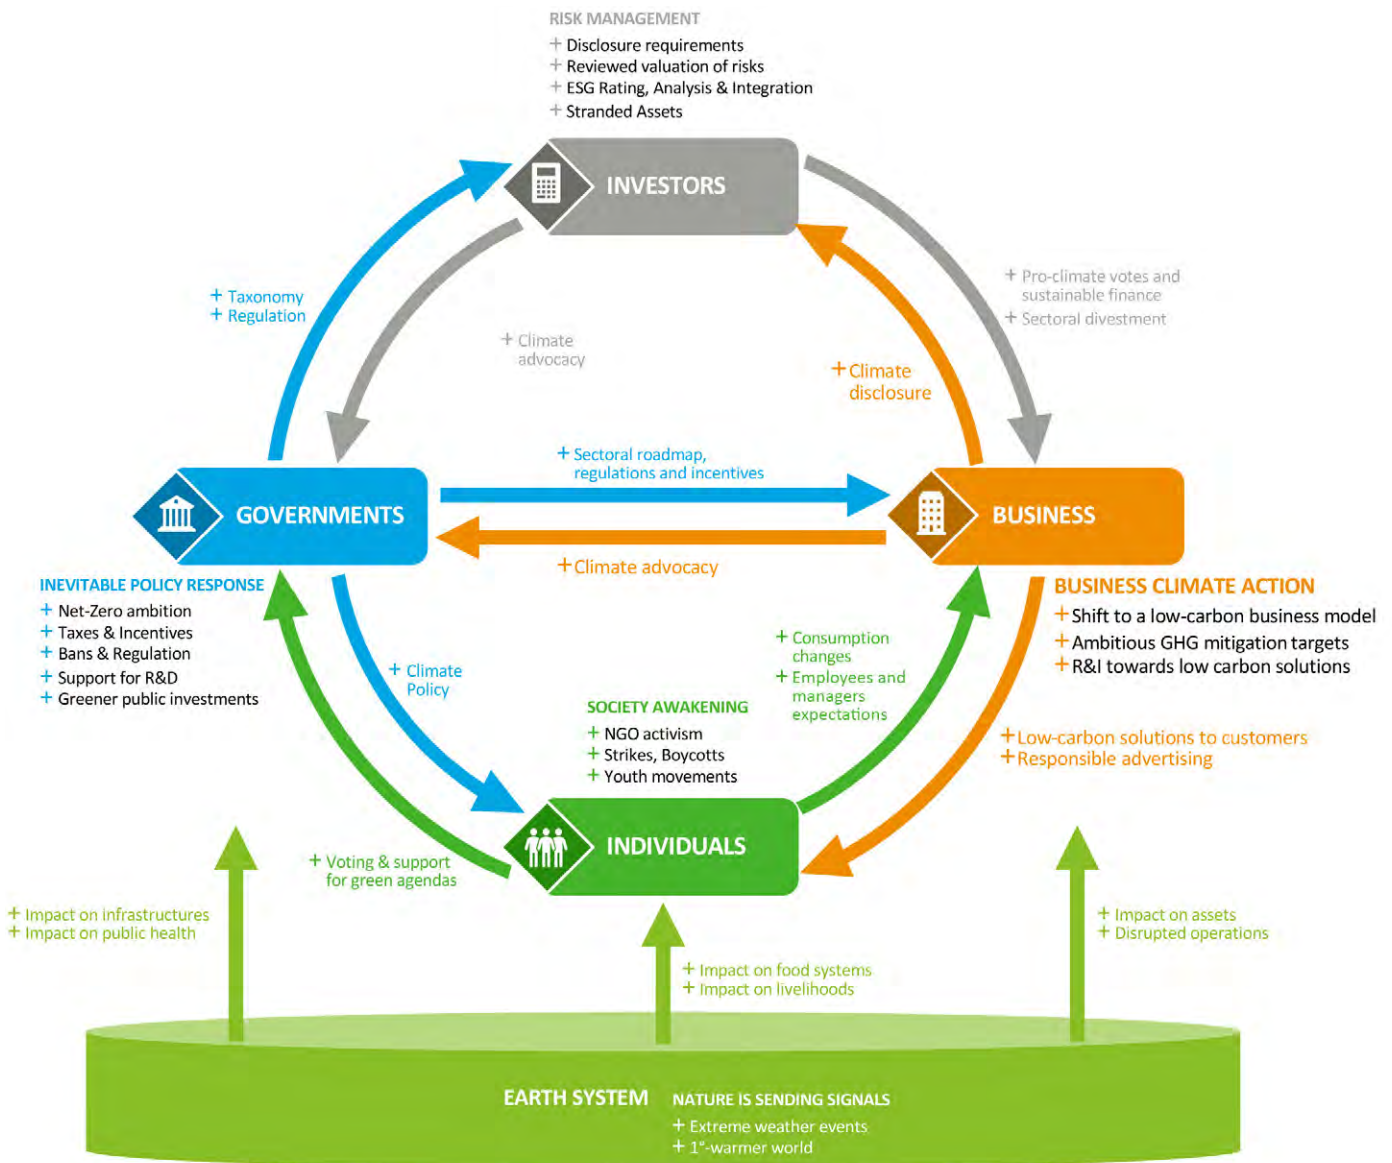 RISK MANAGEMENT
+ Disclosure requirements
+ Reviewed valuation of risks
+ ESG Rating, Analysis & Integration
+ Stranded Assets
INVESTORS
+ Taxonomy
+ Regulation
+ Climate
advocacy
+ Pro-climate votes and
sustainable finance
+ Sectoral divestment
+ Climate
disclosure
+ Sectoral roadmap,
regulations and incentives
GOVERNMENTS
BUSINESS
+ Climate advocacy
INEVITABLE POLICY RESPONSE
+ Net-Zero ambition
+ Taxes & Incentives
+ Bans & Regulation
+ Support for R&D
+ Greener public investments
BUSINESS CLIMATE ACTION
+ Shift to a low-carbon business model
+ Ambitious GHG mitigation targets
+ R&I towards low carbon solutions
+ Climate
Policy
+ Consumption
changes
+ Employees and
managers
expectations
SOCIETY AWAKENING
+ NGO activism
+ Strikes, Boycotts
+ Youth movements
+ Low-carbon solutions to customers
+ Responsible advertising
INDIVIDUALS
+ Voting & support
for green agendas
+ Impact on infrastructures
+ Impact on public health
+ Impact on assets
+ Disrupted operations
+ Impact on food systems
+ Impact on livelihoods
EARTH SYSTEM
NATURE IS SENDING SIGNALS
+ Extreme weather events
+ 1°-warmer world